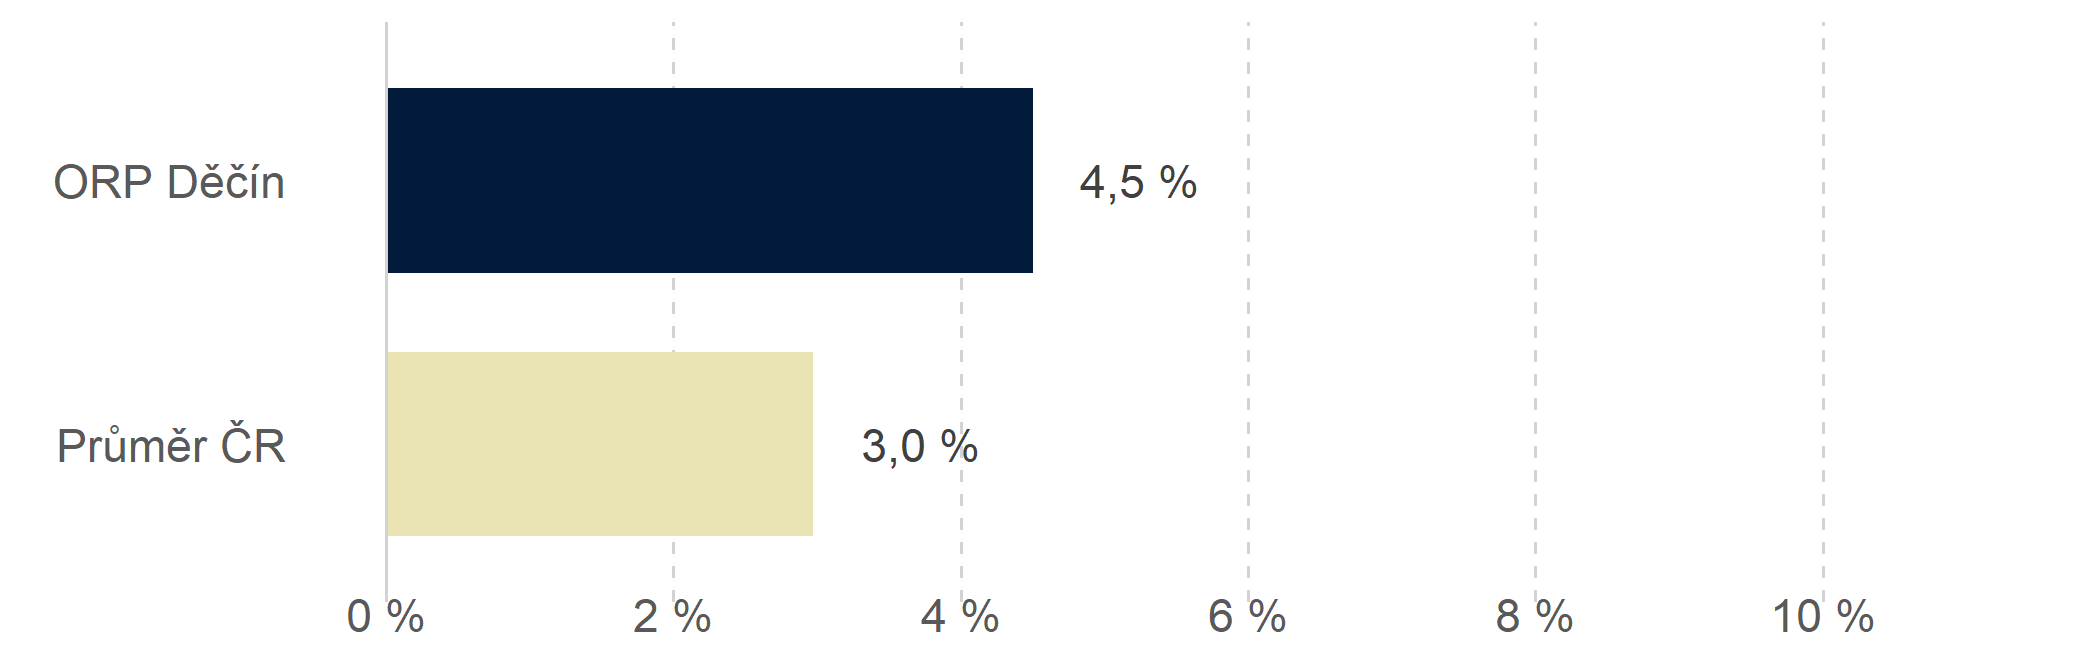 ORP Děčín 4,5 %
Průměr ČR 3,0 %
0 % 2 % 4 % 6 % 8 % 10 %